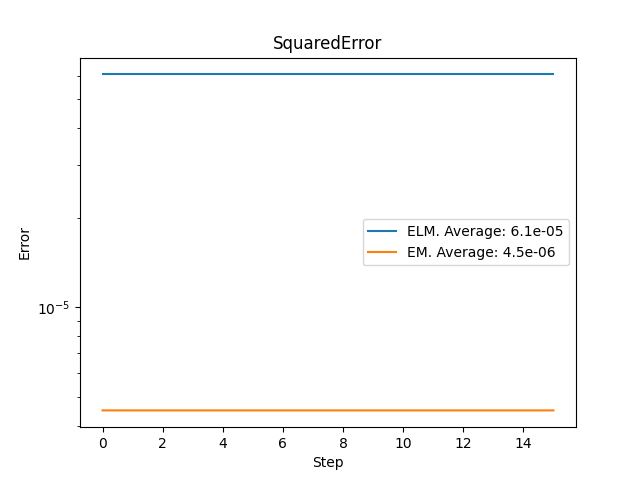 SquaredError
Error
ELM. Average: 6.1e-05
EM. Average: 4.5e-06
10⁻⁵
0 2 4 6 8 10 12 14
Step